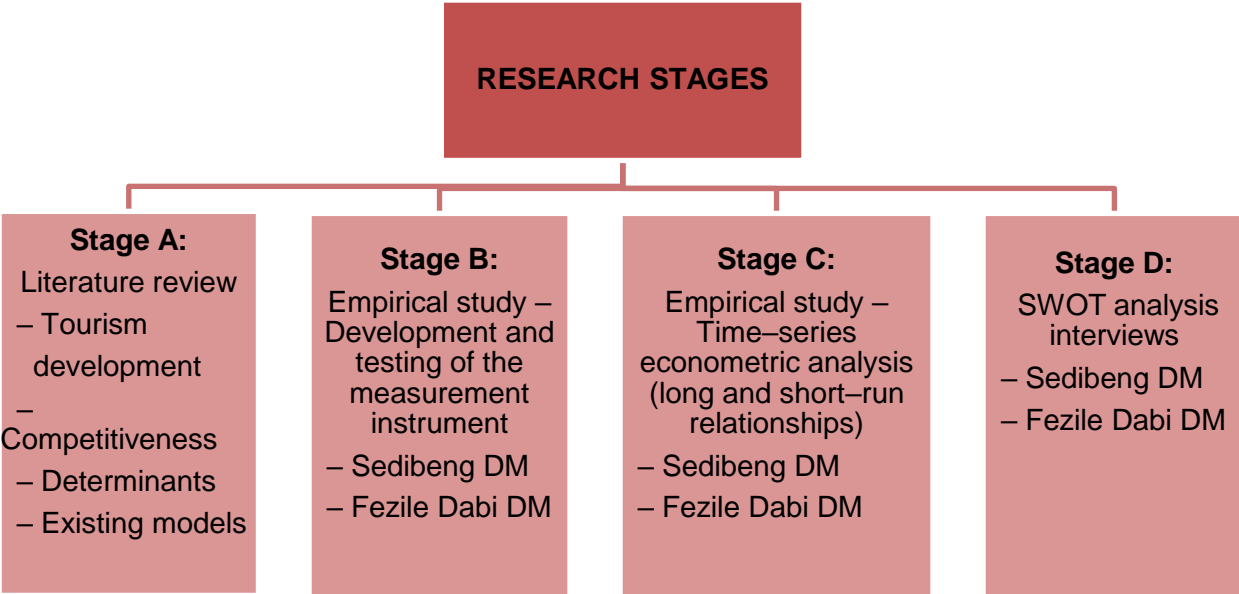 RESEARCH STAGES
Stage A:
Literature review
– Tourism
development
–
Competitiveness
– Determinants
– Existing models
Stage B:
Empirical study –
Development and
testing of the
measurement
instrument
– Sedibeng DM
– Fezile Dabi DM
Stage C:
Empirical study –
Time–series
econometric analysis
(long and short–run
relationships)
– Sedibeng DM
– Fezile Dabi DM
Stage D:
SWOT analysis
interviews
– Sedibeng DM
– Fezile Dabi DM